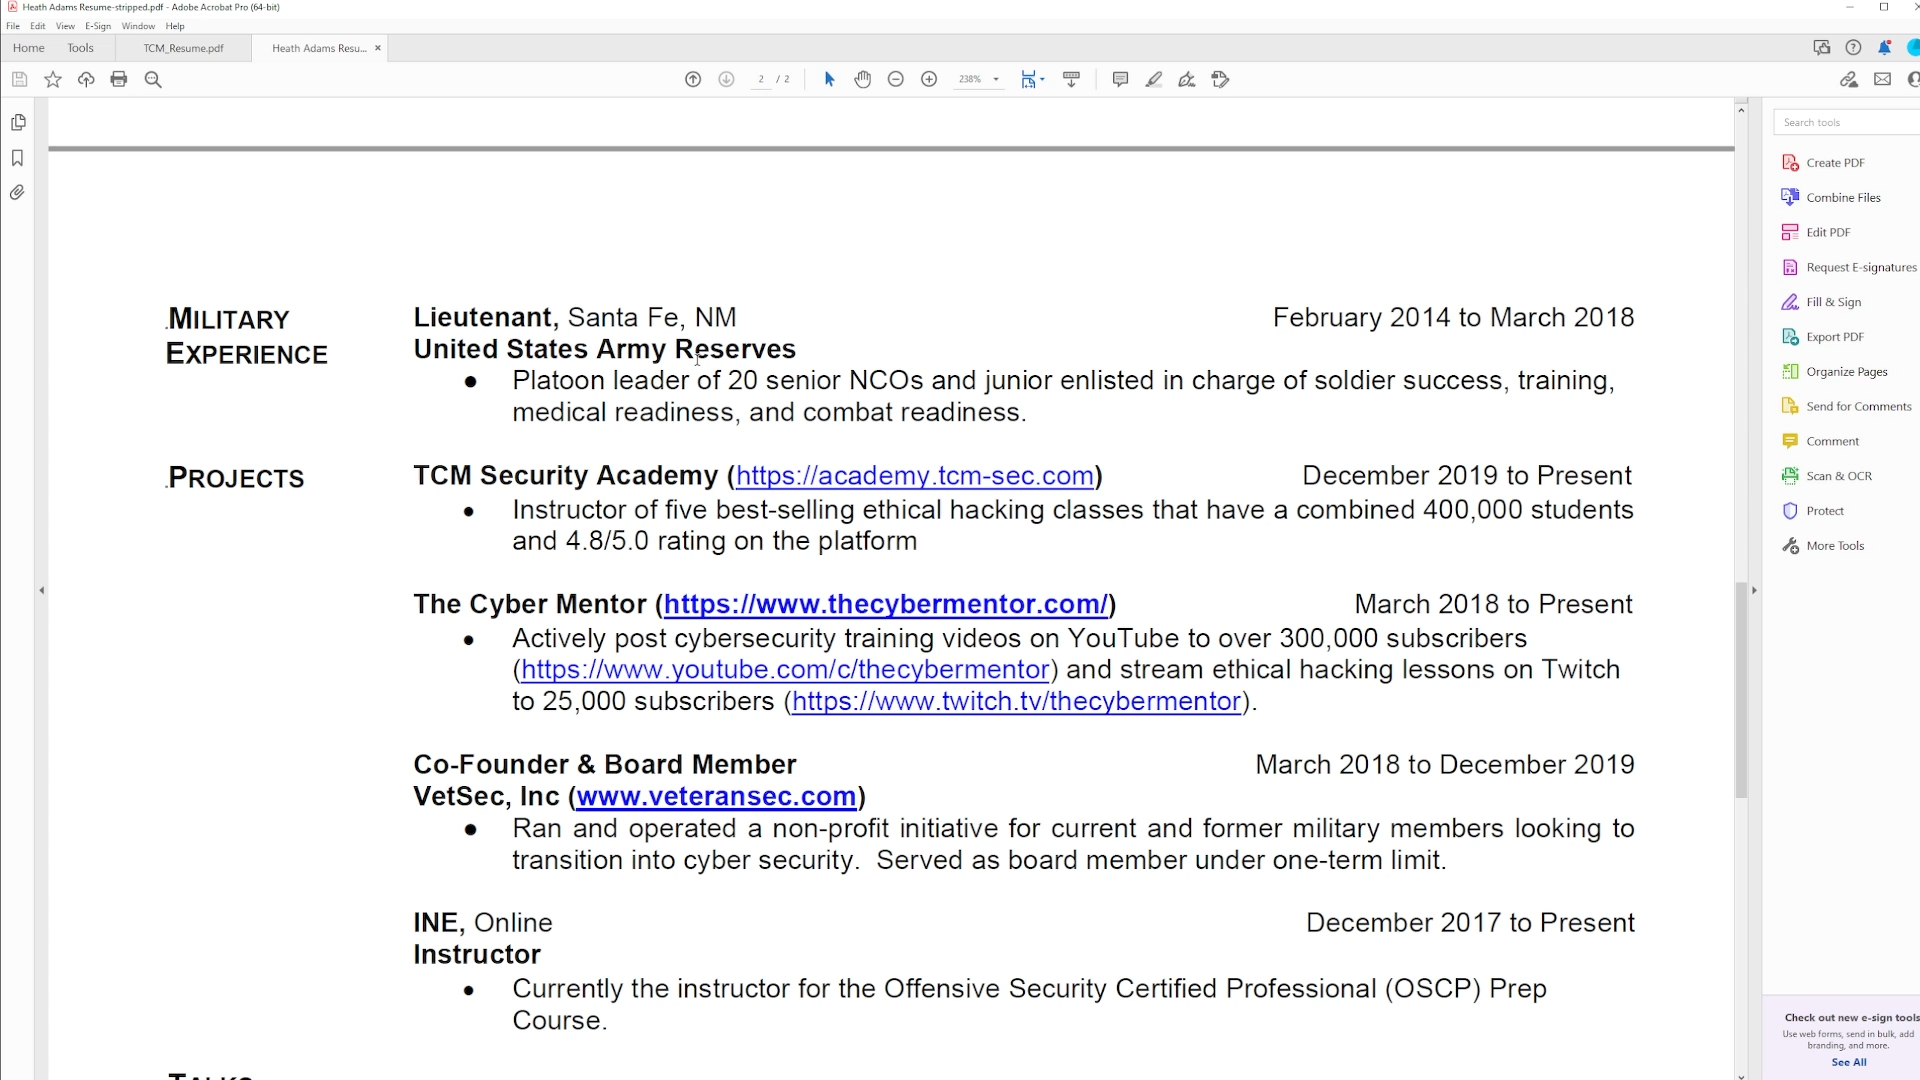 Heath Adams Resume-stripped.pdf - Adobe Acrobat Pro (64-bit)
File Edit View E-Sign Window Help
Home Tools TCM_Resume.pdf Heath Adams Resu... ×
2 / 2 238%
Search tools
Create PDF
Combine Files
Edit PDF
Request E-signatures
Fill & Sign
Export PDF
Organize Pages
Send for Comments
Comment
Scan & OCR
Protect
More Tools
MILITARY
EXPERIENCE
Lieutenant, Santa Fe, NM February 2014 to March 2018
United States Army Reserves
● Platoon leader of 20 senior NCOs and junior enlisted in charge of soldier success, training,
medical readiness, and combat readiness.
PROJECTS
TCM Security Academy (https://academy.tcm-sec.com) December 2019 to Present
● Instructor of five best-selling ethical hacking classes that have a combined 400,000 students
and 4.8/5.0 rating on the platform
The Cyber Mentor (https://www.thecybermentor.com/) March 2018 to Present
● Actively post cybersecurity training videos on YouTube to over 300,000 subscribers
(https://www.youtube.com/c/thecybermentor) and stream ethical hacking lessons on Twitch
to 25,000 subscribers (https://www.twitch.tv/thecybermentor).
Co-Founder & Board Member March 2018 to December 2019
VetSec, Inc (www.veteransec.com)
● Ran and operated a non-profit initiative for current and former military members looking to
transition into cyber security.  Served as board member under one-term limit.
INE, Online December 2017 to Present
Instructor
● Currently the instructor for the Offensive Security Certified Professional (OSCP) Prep
Course.
TALKS
Check out new e-sign tools
Use web forms, send in bulk, add
branding, and more.
See All